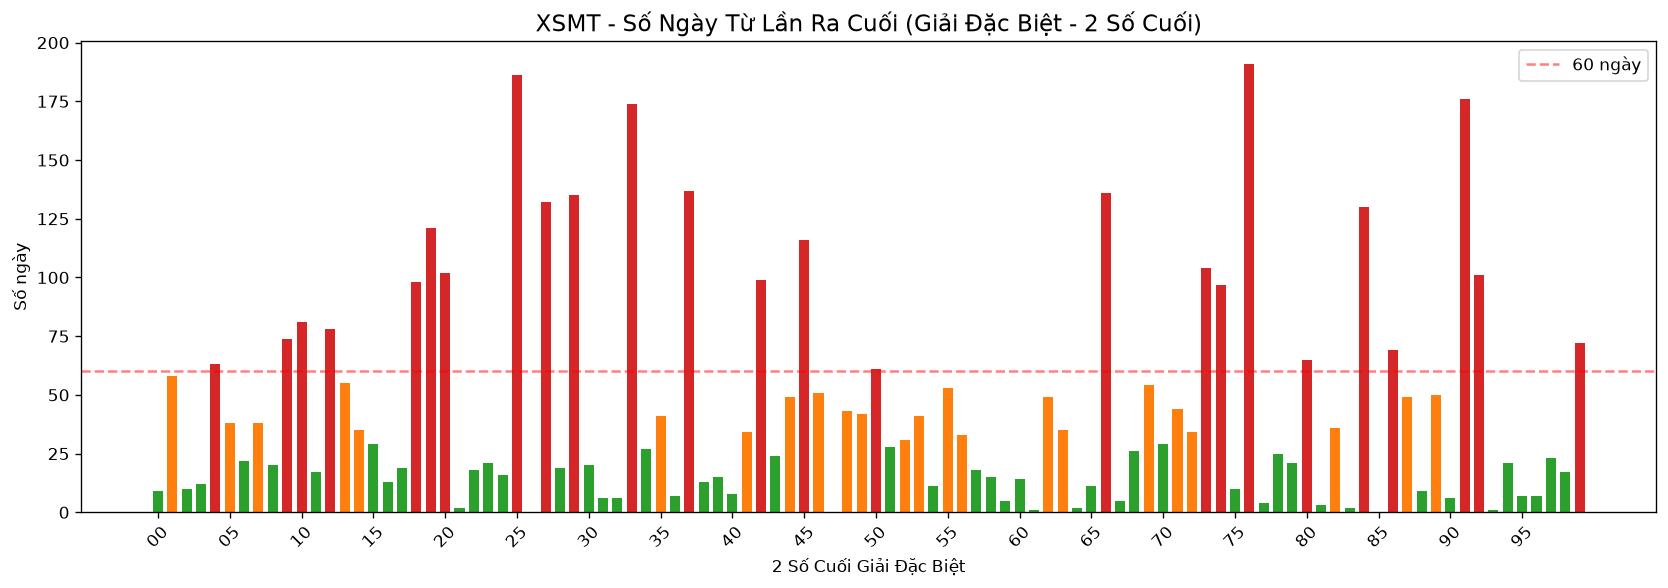 XSMT - Số Ngày Từ Lần Ra Cuối (Giải Đặc Biệt - 2 Số Cuối)
60 ngày
Số ngày
200
175
150
125
100
75
50
25
0
00 05 10 15 20 25 30 35 40 45 50 55 60 65 70 75 80 85 90 95
2 Số Cuối Giải Đặc Biệt